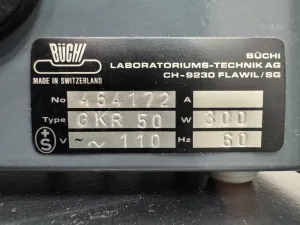 BÜCHI
MADE IN SWITZERLAND
BÜCHI
LABORATORIUMS-TECHNIK AG
CH-9230 FLAWIL/SG
No 454172 A
Type GKR 50 W 300
+S V ~ ~ 110 Hz 60